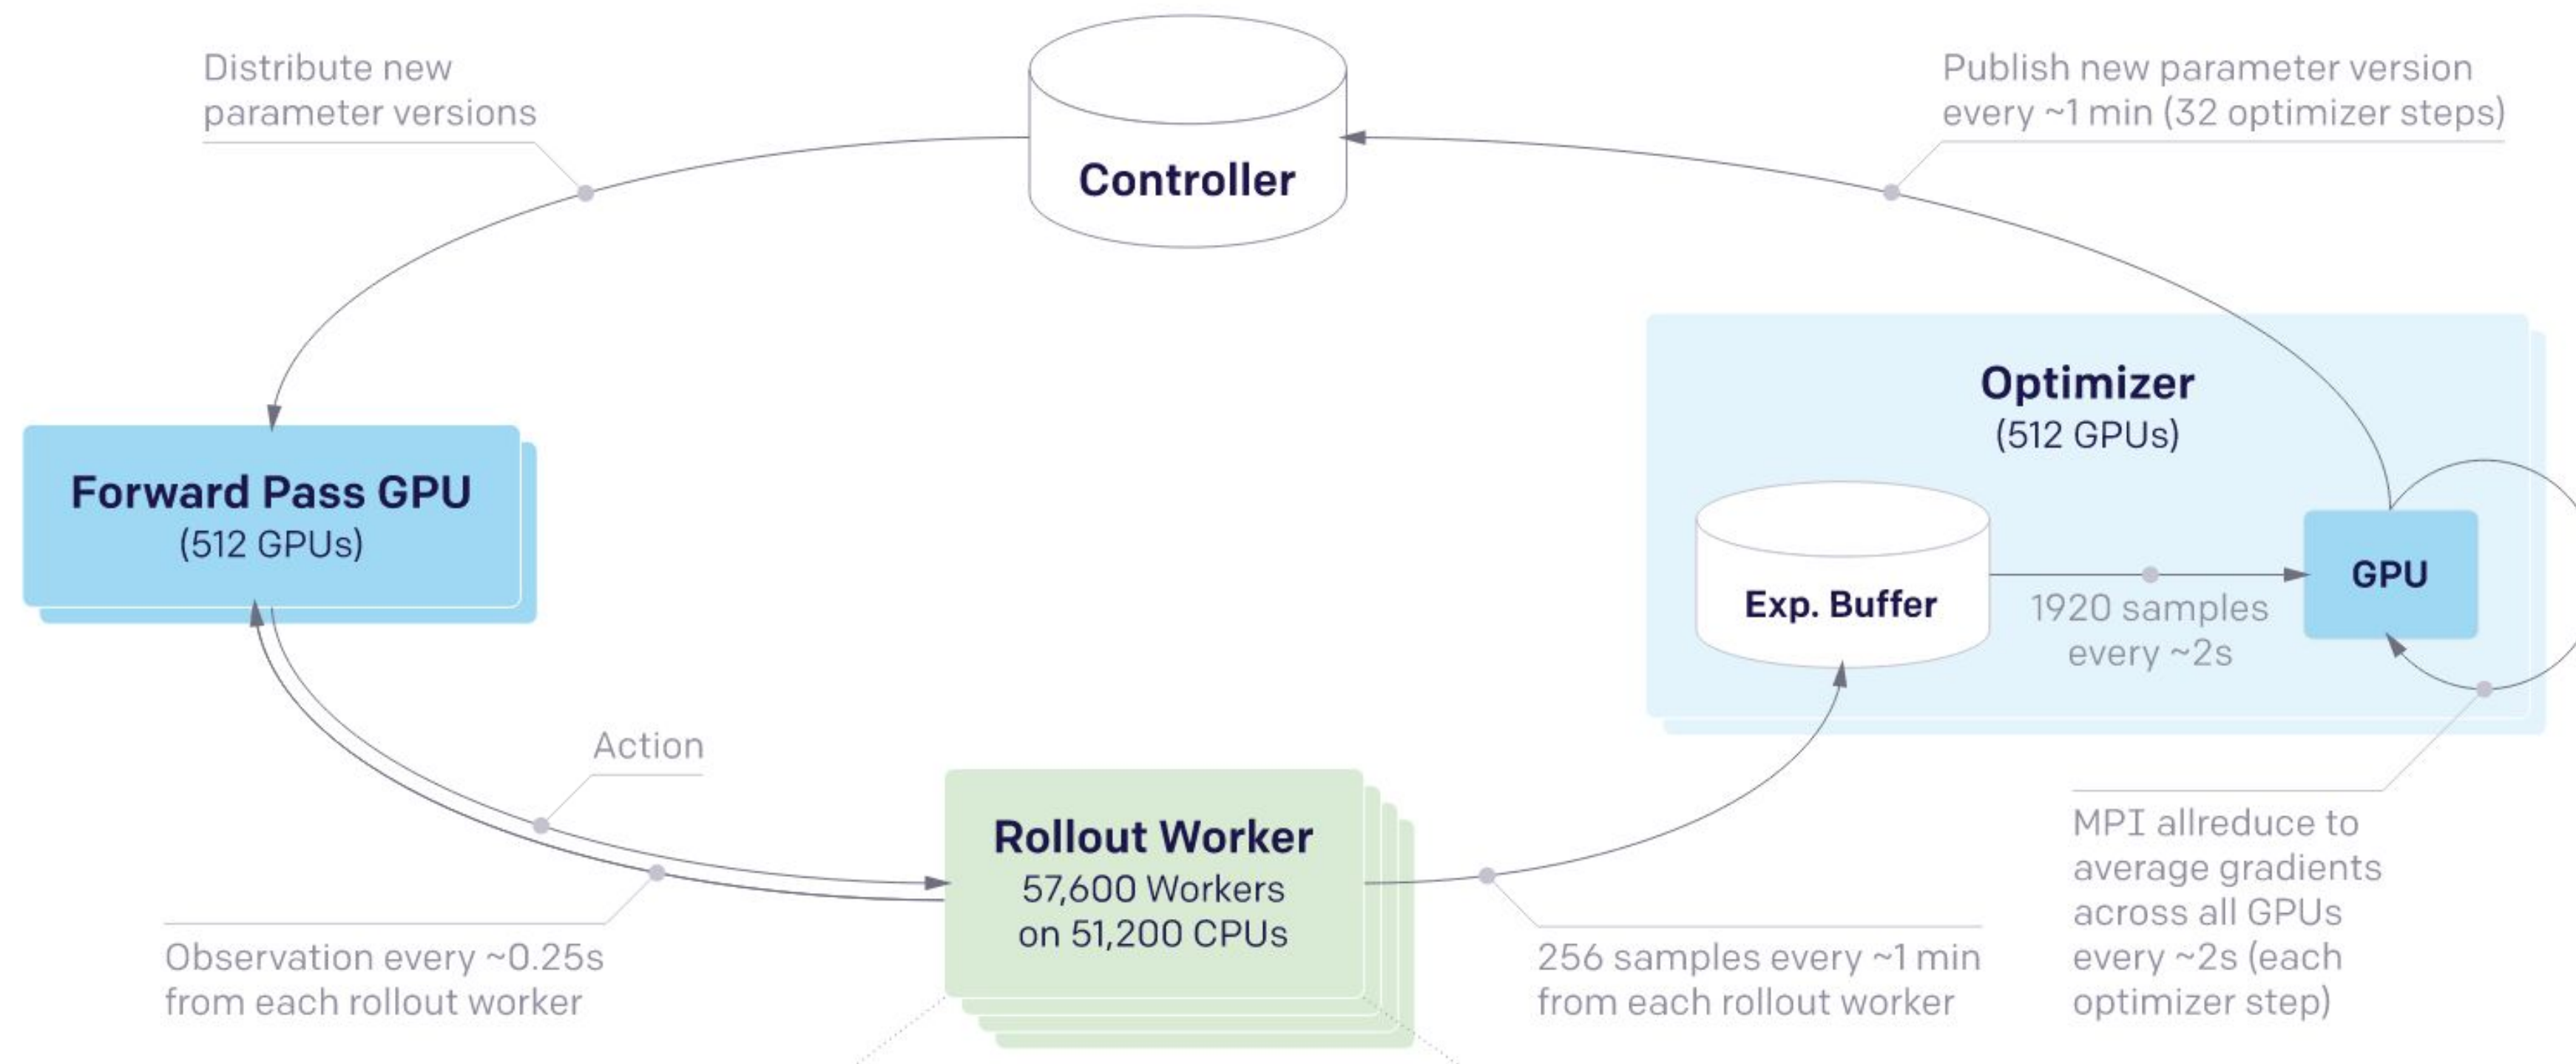 Distribute new
parameter versions
Controller
Publish new parameter version
every ~1 min (32 optimizer steps)
Forward Pass GPU
(512 GPUs)
Optimizer
(512 GPUs)
Exp. Buffer
1920 samples
every ~2s
GPU
Action
Observation every ~0.25s
from each rollout worker
Rollout Worker
57,600 Workers
on 51,200 CPUs
256 samples every ~1 min
from each rollout worker
MPI allreduce to
average gradients
across all GPUs
every ~2s (each
optimizer step)